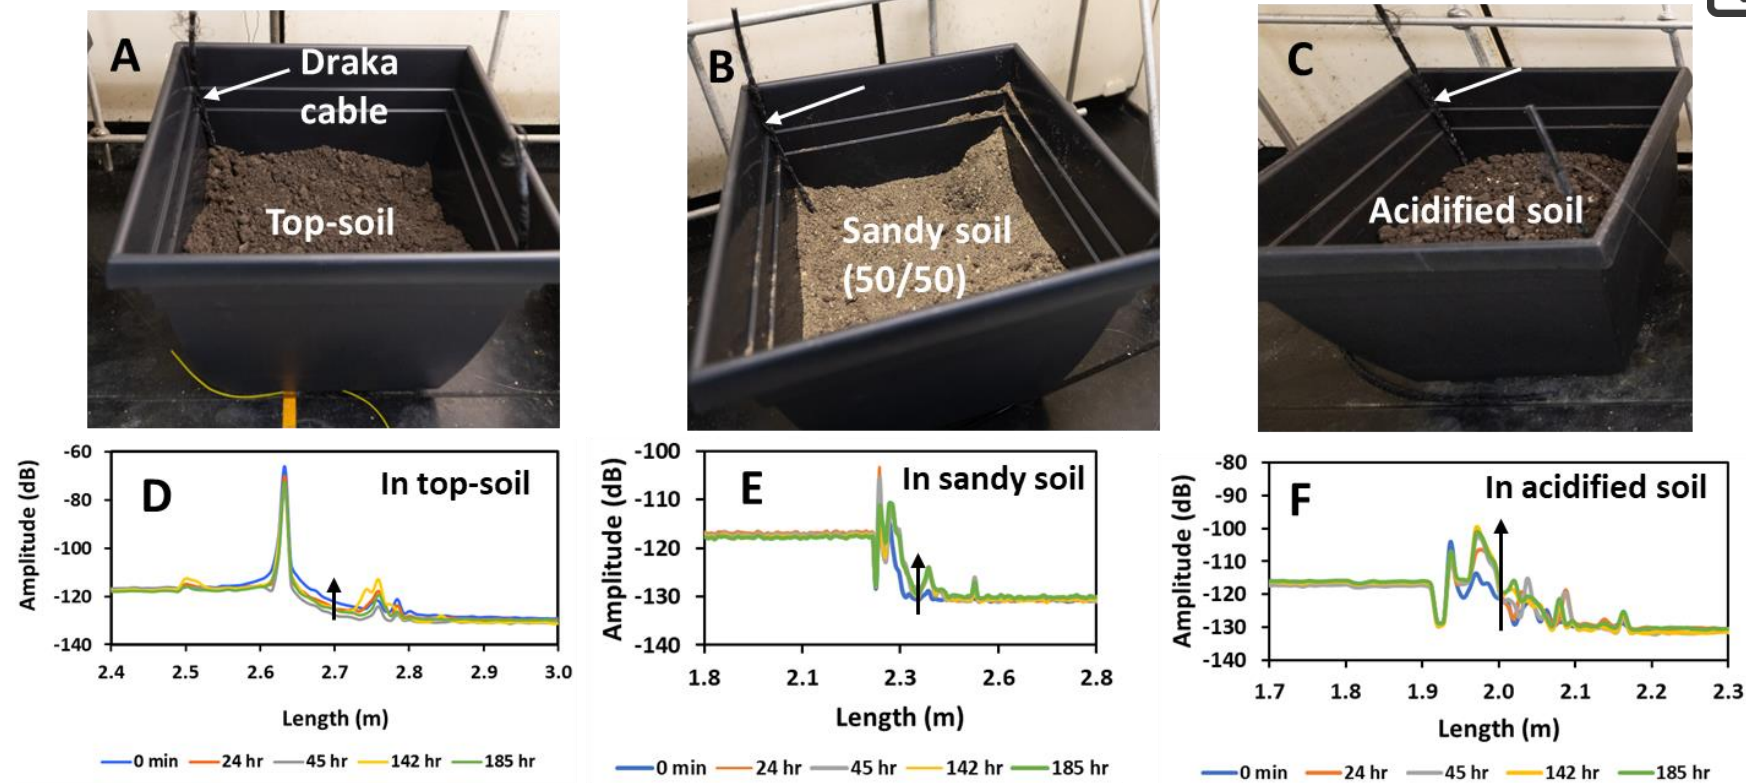 A
Draka
cable
Top-soil
B
Sandy soil
(50/50)
C
Acidified soil
D
In top-soil
Amplitude (dB)
-60
-80
-100
-120
-140
2.4 2.5 2.6 2.7 2.8 2.9 3.0
Length (m)
0 min 24 hr 45 hr 142 hr 185 hr
E
In sandy soil
Amplitude (dB)
-100
-110
-120
-130
-140
1.8 2.1 2.3 2.6 2.8
Length (m)
0 min 24 hr 45 hr 142 hr 185 hr
F
In acidified soil
Amplitude (dB)
-80
-90
-100
-110
-120
-130
-140
1.7 1.8 1.9 2.0 2.1 2.2 2.3
Length (m)
0 min 24 hr 45 hr 142 hr 185 hr